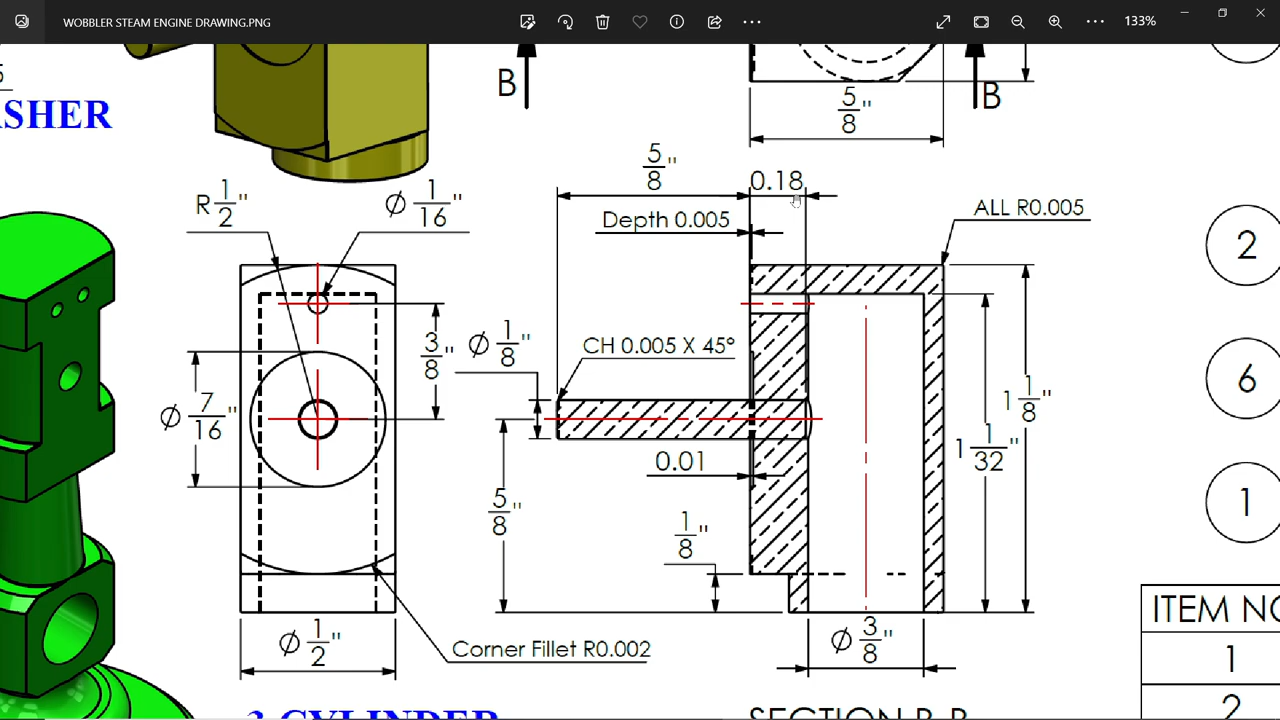 WOBBLER STEAM ENGINE DRAWING.PNG
133%
B
B
5/8"
SHER
5/8"
0.18
R1/2"
Ø 1/16"
Depth 0.005
ALL R0.005
2
3/8"
Ø 1/8"
CH 0.005 X 45°
6
Ø 7/16"
1 1/8"
1 1/32"
0.01
5/8"
1/8"
1
Ø 1/2"
Corner Fillet R0.002
Ø 3/8"
ITEM NO
1
2
3 CYLINDER
SECTION B-B